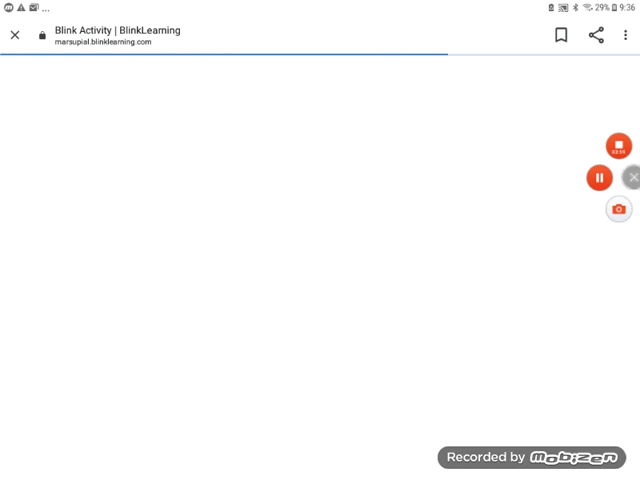 ... 29% 9:36
Blink Activity | BlinkLearning
marsupial.blinklearning.com
Recorded by mobizen